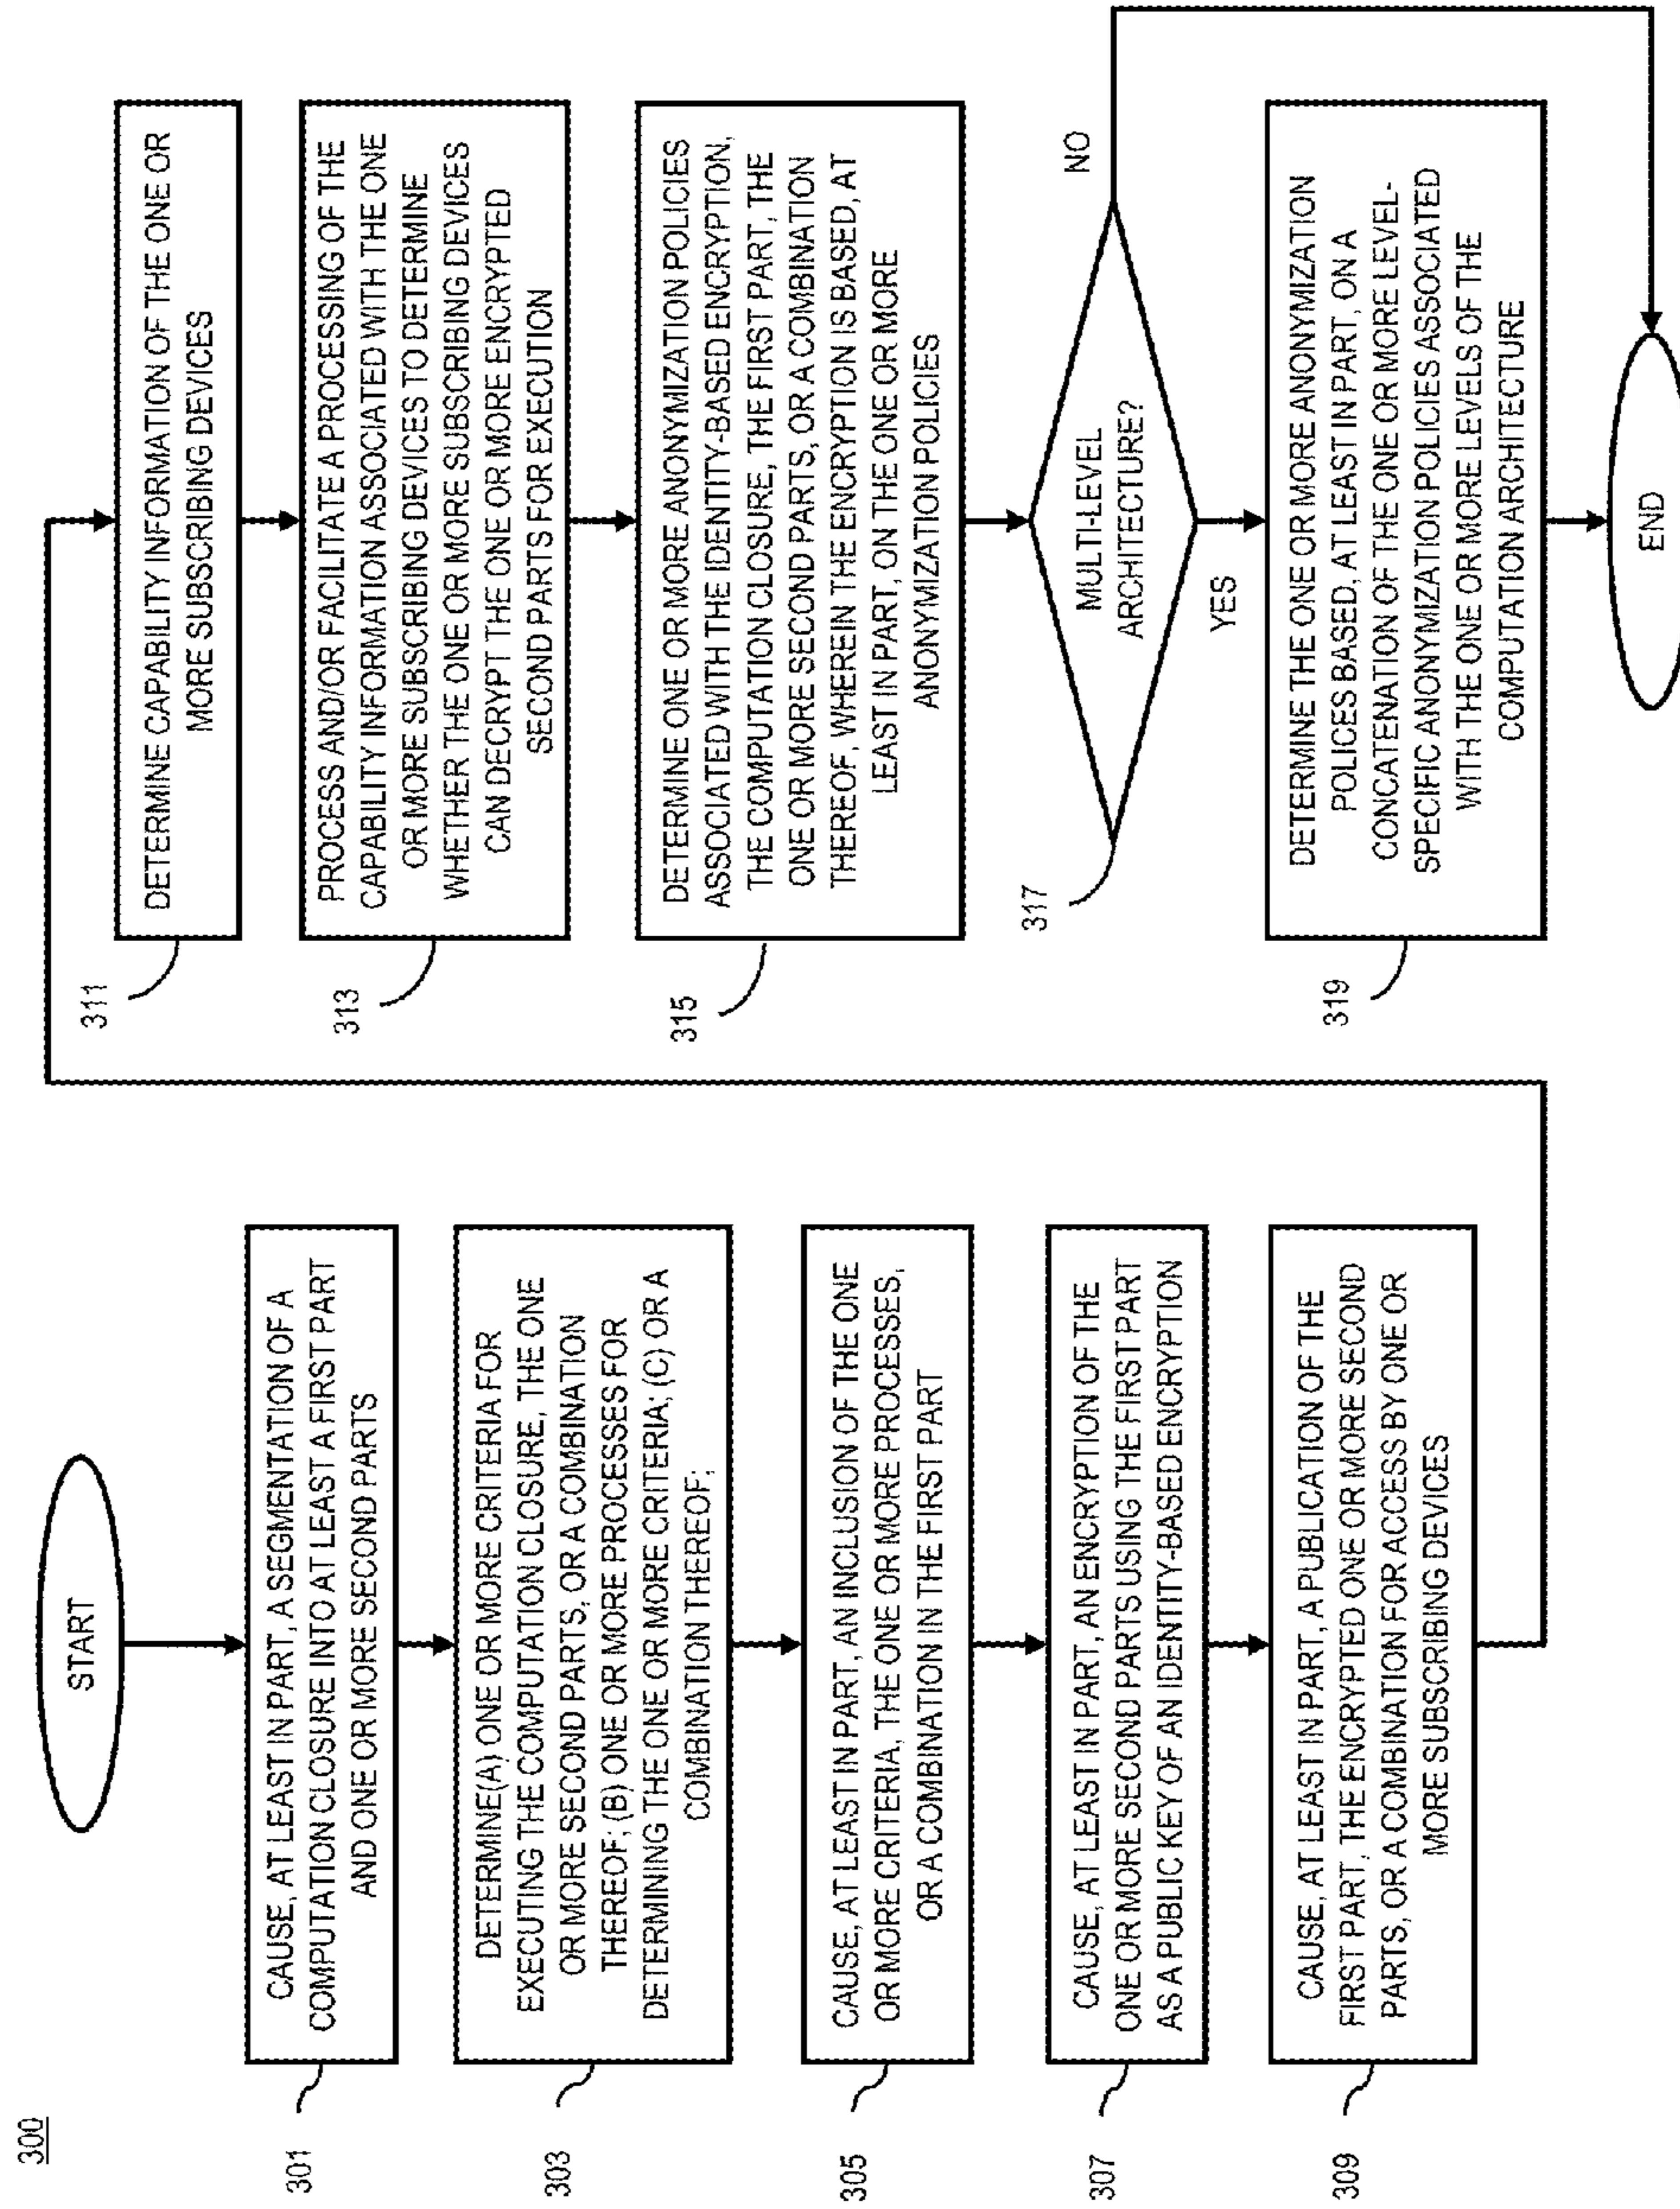 300
START
301
CAUSE, AT LEAST IN PART, A SEGMENTATION OF A
COMPUTATION CLOSURE INTO AT LEAST A FIRST PART
AND ONE OR MORE SECOND PARTS
303
DETERMINE(A) ONE OR MORE CRITERIA FOR
EXECUTING THE COMPUTATION CLOSURE, THE ONE
OR MORE SECOND PARTS, OR A COMBINATION
THEREOF; (B) ONE OR MORE PROCESSES FOR
DETERMINING THE ONE OR MORE CRITERIA; (C) OR A
COMBINATION THEREOF;
305
CAUSE, AT LEAST IN PART, AN INCLUSION OF THE ONE
OR MORE CRITERIA, THE ONE OR MORE PROCESSES,
OR A COMBINATION IN THE FIRST PART
307
CAUSE, AT LEAST IN PART, AN ENCRYPTION OF THE
ONE OR MORE SECOND PARTS USING THE FIRST PART
AS A PUBLIC KEY OF AN IDENTITY-BASED ENCRYPTION
309
CAUSE, AT LEAST IN PART, A PUBLICATION OF THE
FIRST PART, THE ENCRYPTED ONE OR MORE SECOND
PARTS, OR A COMBINATION FOR ACCESS BY ONE OR
MORE SUBSCRIBING DEVICES
311
DETERMINE CAPABILITY INFORMATION OF THE ONE OR
MORE SUBSCRIBING DEVICES
313
PROCESS AND/OR FACILITATE A PROCESSING OF THE
CAPABILITY INFORMATION ASSOCIATED WITH THE ONE
OR MORE SUBSCRIBING DEVICES TO DETERMINE
WHETHER THE ONE OR MORE SUBSCRIBING DEVICES
CAN DECRYPT THE ONE OR MORE ENCRYPTED
SECOND PARTS FOR EXECUTION
315
DETERMINE ONE OR MORE ANONYMIZATION POLICIES
ASSOCIATED WITH THE IDENTITY-BASED ENCRYPTION,
THE COMPUTATION CLOSURE, THE FIRST PART, THE
ONE OR MORE SECOND PARTS, OR A COMBINATION
THEREOF, WHEREIN THE ENCRYPTION IS BASED, AT
LEAST IN PART, ON THE ONE OR MORE
ANONYMIZATION POLICIES
317
MULTI-LEVEL
ARCHITECTURE?
NO
YES
319
DETERMINE THE ONE OR MORE ANONYMIZATION
POLICES BASED, AT LEAST IN PART, ON A
CONCATENATION OF THE ONE OR MORE LEVEL-
SPECIFIC ANONYMIZATION POLICIES ASSOCIATED
WITH THE ONE OR MORE LEVELS OF THE
COMPUTATION ARCHITECTURE
END